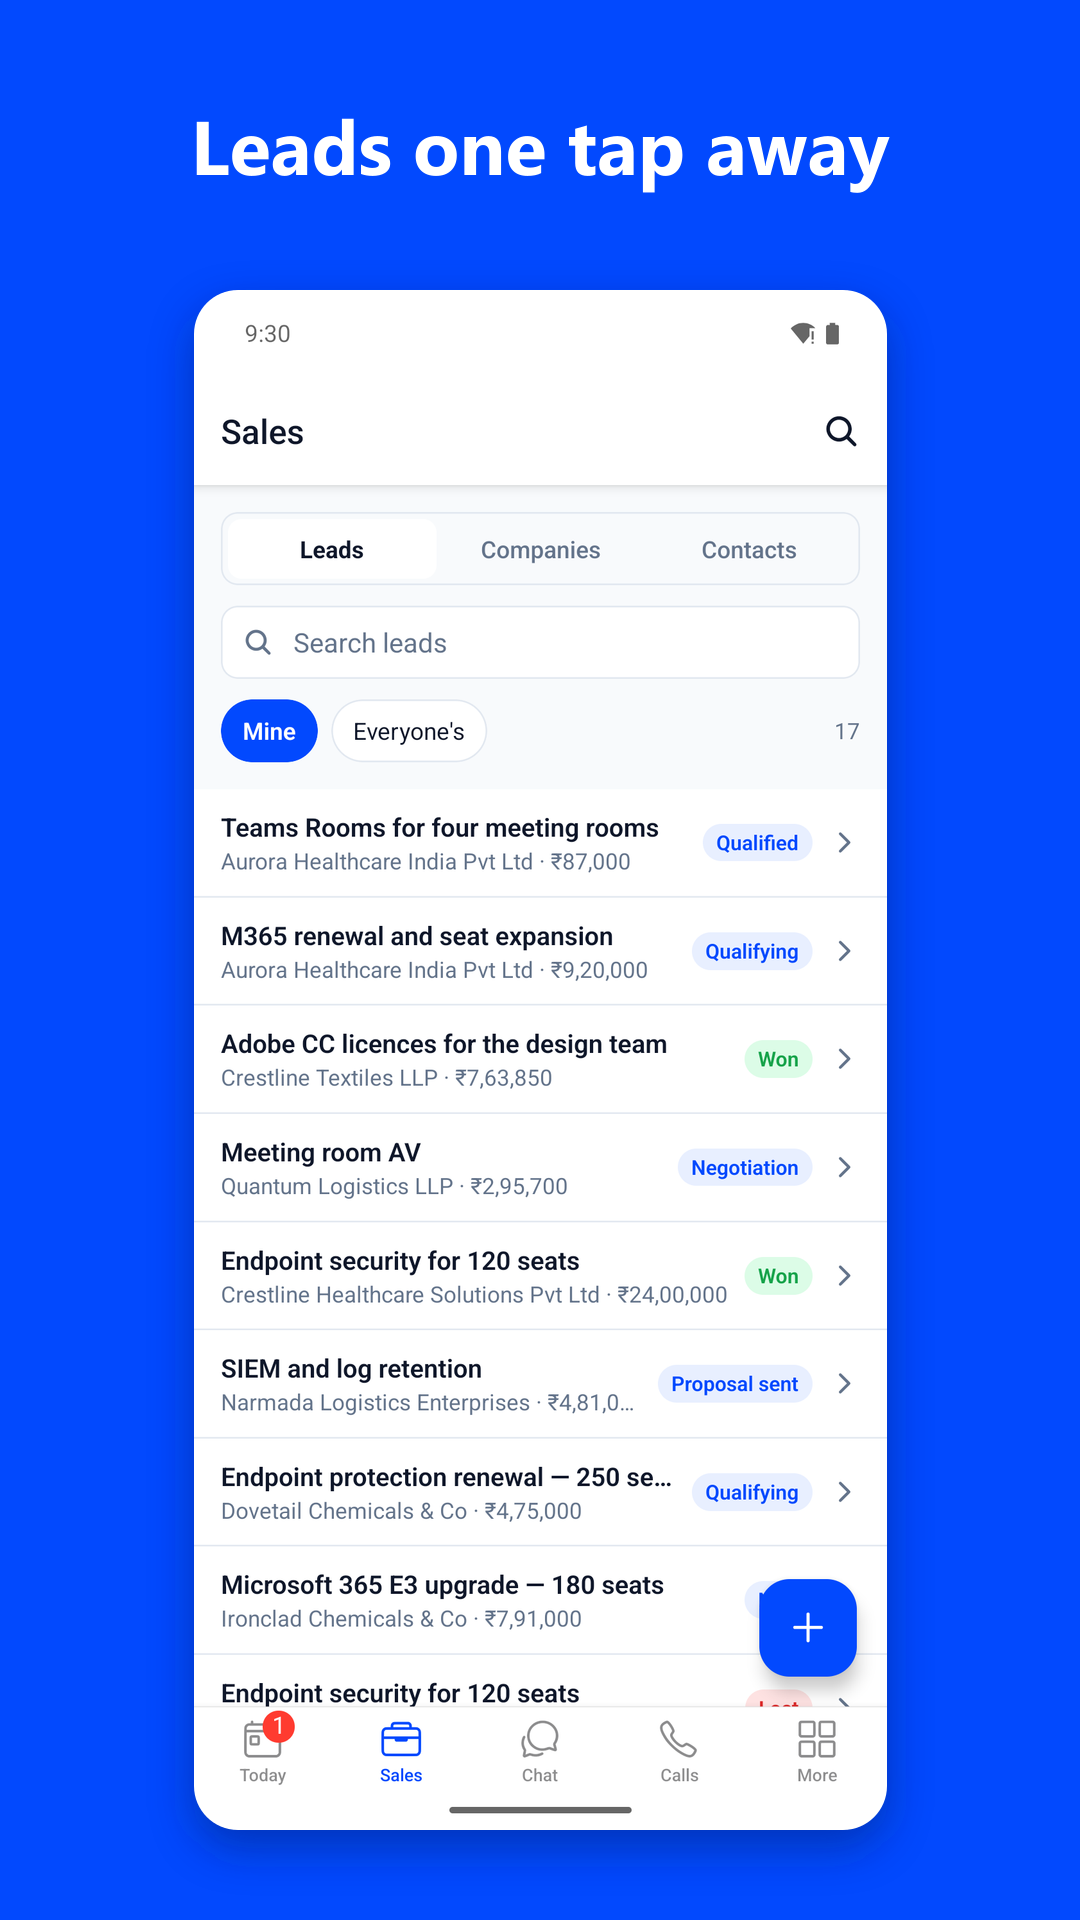 Leads one tap away
9:30
Sales
Leads Companies Contacts
Search leads
Mine Everyone's 17
Teams Rooms for four meeting rooms
Aurora Healthcare India Pvt Ltd · ₹87,000
Qualified
M365 renewal and seat expansion
Aurora Healthcare India Pvt Ltd · ₹9,20,000
Qualifying
Adobe CC licences for the design team
Crestline Textiles LLP · ₹7,63,850
Won
Meeting room AV
Quantum Logistics LLP · ₹2,95,700
Negotiation
Endpoint security for 120 seats
Crestline Healthcare Solutions Pvt Ltd · ₹24,00,000
Won
SIEM and log retention
Narmada Logistics Enterprises · ₹4,81,0...
Proposal sent
Endpoint protection renewal — 250 se...
Dovetail Chemicals & Co · ₹4,75,000
Qualifying
Microsoft 365 E3 upgrade — 180 seats
Ironclad Chemicals & Co · ₹7,91,000
Endpoint security for 120 seats
Lost
1
Today Sales Chat Calls More